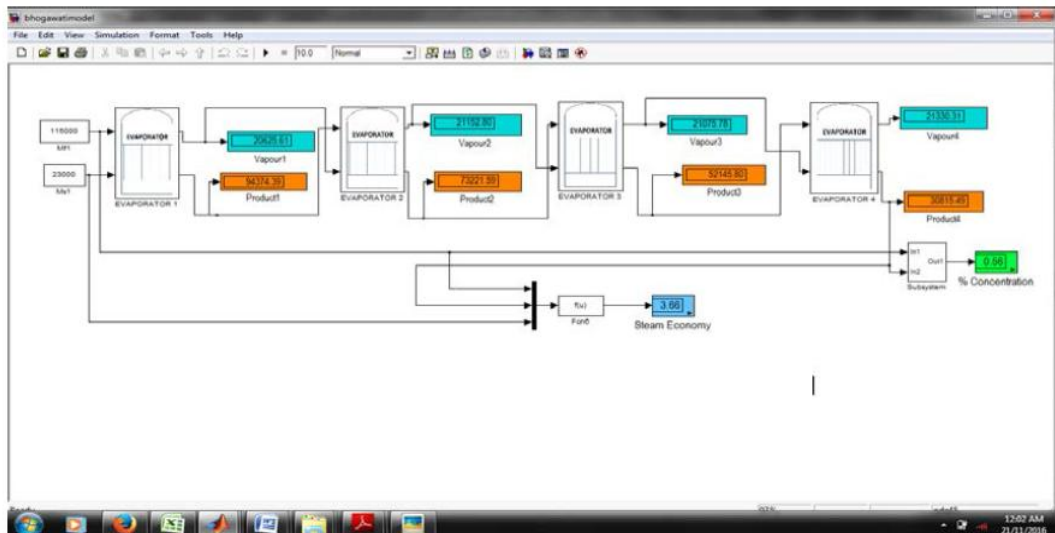 bhogawatimodel
File Edit View Simulation Format Tools Help
10.0 Normal
115000
Mf1
23000
Ms1
EVAPORATOR
EVAPORATOR 1
20625.61
Vapour1
94374.39
Product1
EVAPORATOR
EVAPORATOR 2
21152.80
Vapour2
73221.59
Product2
EVAPORATOR
EVAPORATOR 3
21075.78
Vapour3
52145.80
Product3
EVAPORATOR
EVAPORATOR 4
21330.31
Vapour4
30815.49
Product4
In1
In2
Out1
Subsystem
0.66
% Concentration
f(u)
Fcn6
3.66
Steam Economy
12:02 AM
21/11/2016